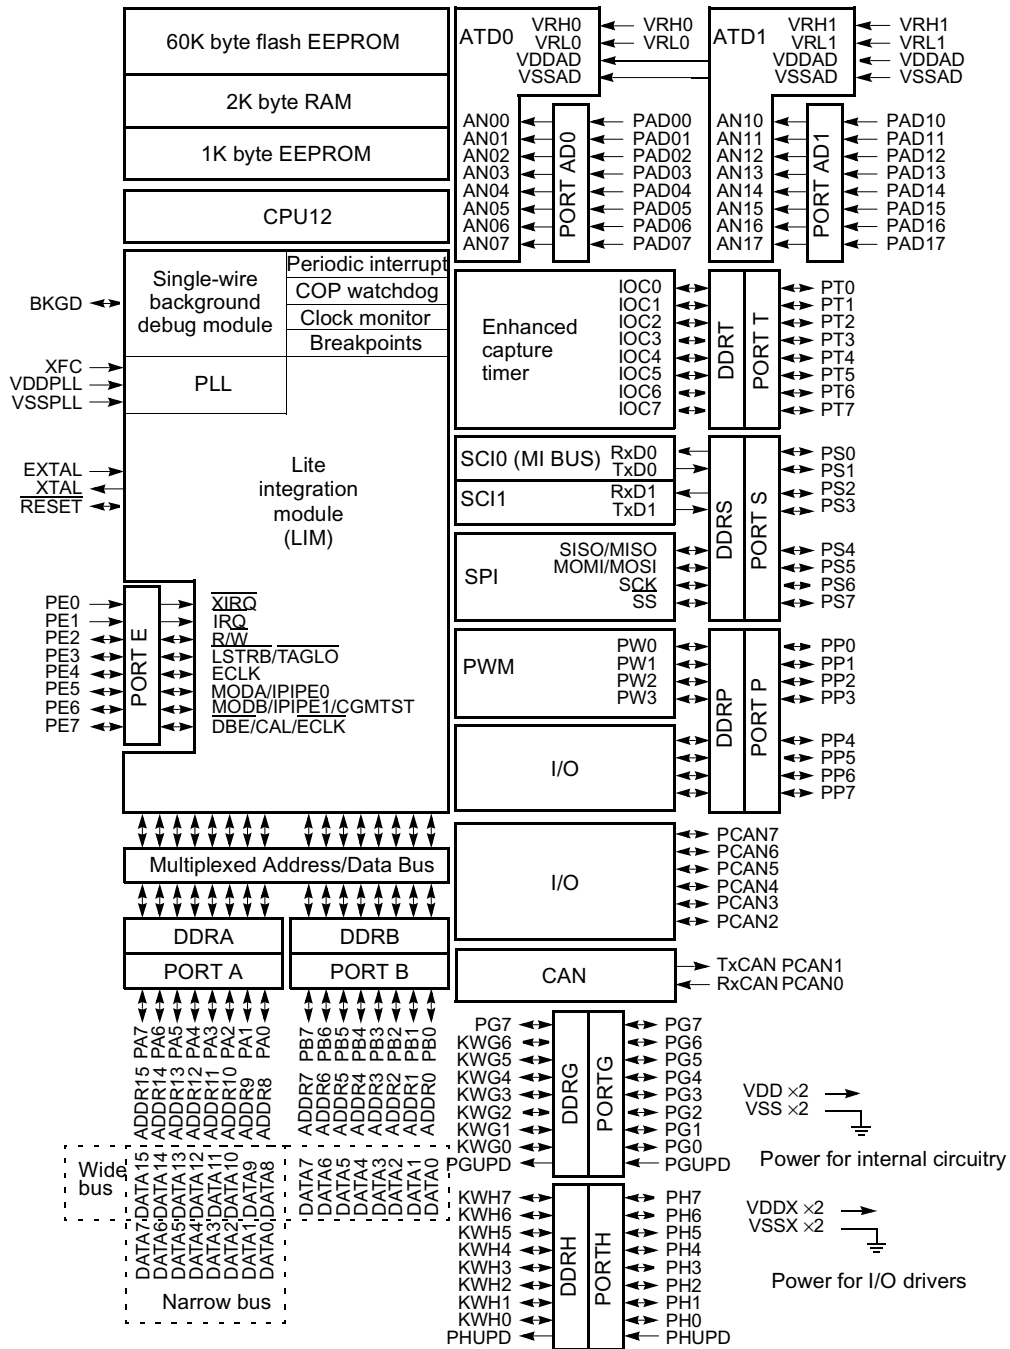 60K byte flash EEPROM
2K byte RAM
1K byte EEPROM
CPU12
Single-wire
background
debug module
Periodic interrupt
COP watchdog
Clock monitor
Breakpoints
BKGD
XFC
VDDPLL
VSSPLL
PLL
EXTAL
XTAL
RESET
Lite
integration
module
(LIM)
PE0
PE1
PE2
PE3
PE4
PE5
PE6
PE7
PORT E
XIRQ
IRQ
R/W
LSTRB/TAGLO
ECLK
MODA/IPIPE0
MODB/IPIPE1/CGMTST
DBE/CAL/ECLK
Multiplexed Address/Data Bus
DDRA
DDRB
PORT A
PORT B
PA7
PA6
PA5
PA4
PA3
PA2
PA1
PA0
PB7
PB6
PB5
PB4
PB3
PB2
PB1
PB0
ADDR15
ADDR14
ADDR13
ADDR12
ADDR11
ADDR10
ADDR9
ADDR8
ADDR7
ADDR6
ADDR5
ADDR4
ADDR3
ADDR2
ADDR1
ADDR0
Wide
bus
DATA15
DATA14
DATA13
DATA12
DATA11
DATA10
DATA9
DATA8
DATA7
DATA6
DATA5
DATA4
DATA3
DATA2
DATA1
DATA0
DATA7
DATA6
DATA5
DATA4
DATA3
DATA2
DATA1
DATA0
Narrow bus
ATD0
VRH0
VRL0
VDDAD
VSSAD
VRH0
VRL0
AN00
AN01
AN02
AN03
AN04
AN05
AN06
AN07
PORT AD0
PAD00
PAD01
PAD02
PAD03
PAD04
PAD05
PAD06
PAD07
ATD1
VRH1
VRL1
VDDAD
VSSAD
VRH1
VRL1
VDDAD
VSSAD
AN10
AN11
AN12
AN13
AN14
AN15
AN16
AN17
PORT AD1
PAD10
PAD11
PAD12
PAD13
PAD14
PAD15
PAD16
PAD17
Enhanced
capture
timer
IOC0
IOC1
IOC2
IOC3
IOC4
IOC5
IOC6
IOC7
DDRT
PORT T
PT0
PT1
PT2
PT3
PT4
PT5
PT6
PT7
SCI0 (MI BUS)
RxD0
TxD0
SCI1
RxD1
TxD1
SPI
SISO/MISO
MOMI/MOSI
SCK
SS
DDRS
PORT S
PS0
PS1
PS2
PS3
PS4
PS5
PS6
PS7
PWM
PW0
PW1
PW2
PW3
I/O
DDRP
PORT P
PP0
PP1
PP2
PP3
PP4
PP5
PP6
PP7
I/O
PCAN7
PCAN6
PCAN5
PCAN4
PCAN3
PCAN2
CAN
TxCAN PCAN1
RxCAN PCAN0
PG7
KWG6
KWG5
KWG4
KWG3
KWG2
KWG1
KWG0
PGUPD
DDRG
PORTG
PG7
PG6
PG5
PG4
PG3
PG2
PG1
PG0
PGUPD
KWH7
KWH6
KWH5
KWH4
KWH3
KWH2
KWH1
KWH0
PHUPD
DDRH
PORTH
PH7
PH6
PH5
PH4
PH3
PH2
PH1
PH0
PHUPD
VDD ×2
VSS ×2
Power for internal circuitry
VDDX ×2
VSSX ×2
Power for I/O drivers